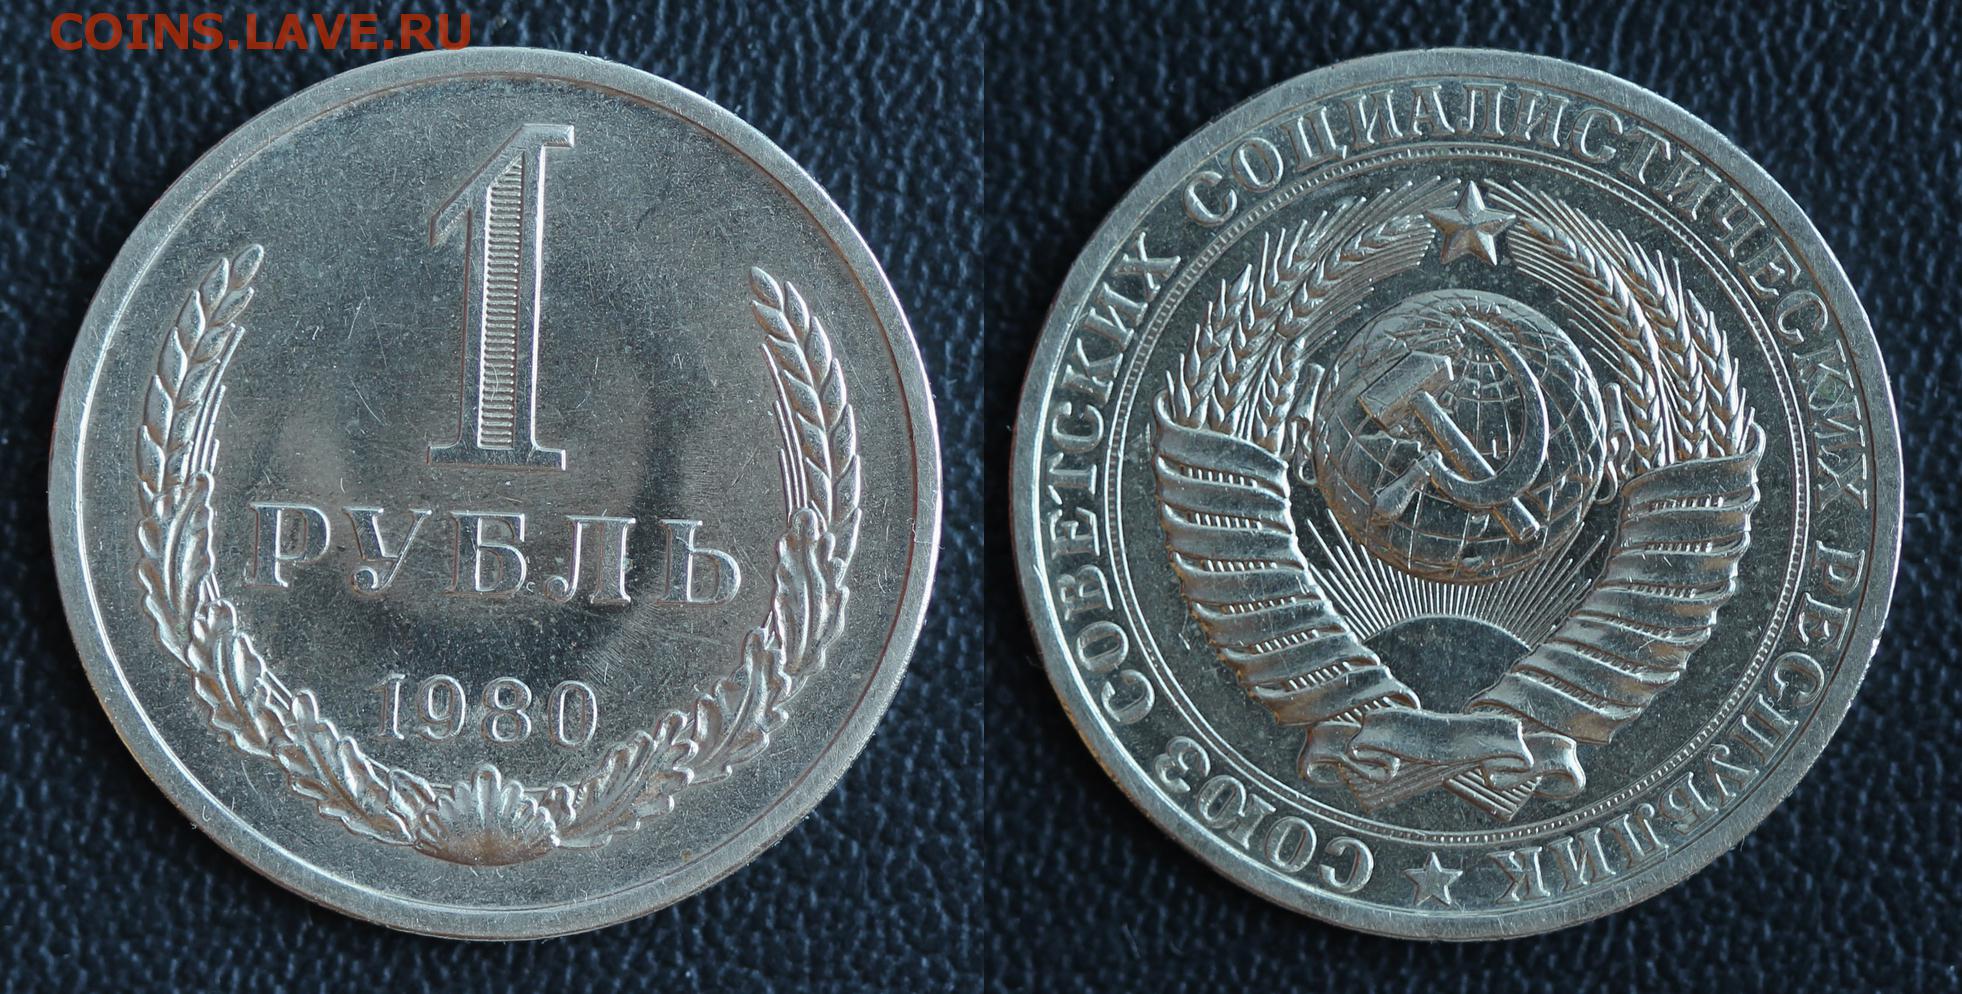 COINS.LAVE.RU
1
РУБЛЬ
1980
СОЮЗ СОВЕТСКИХ СОЦИАЛИСТИЧЕСКИХ РЕСПУБЛИК